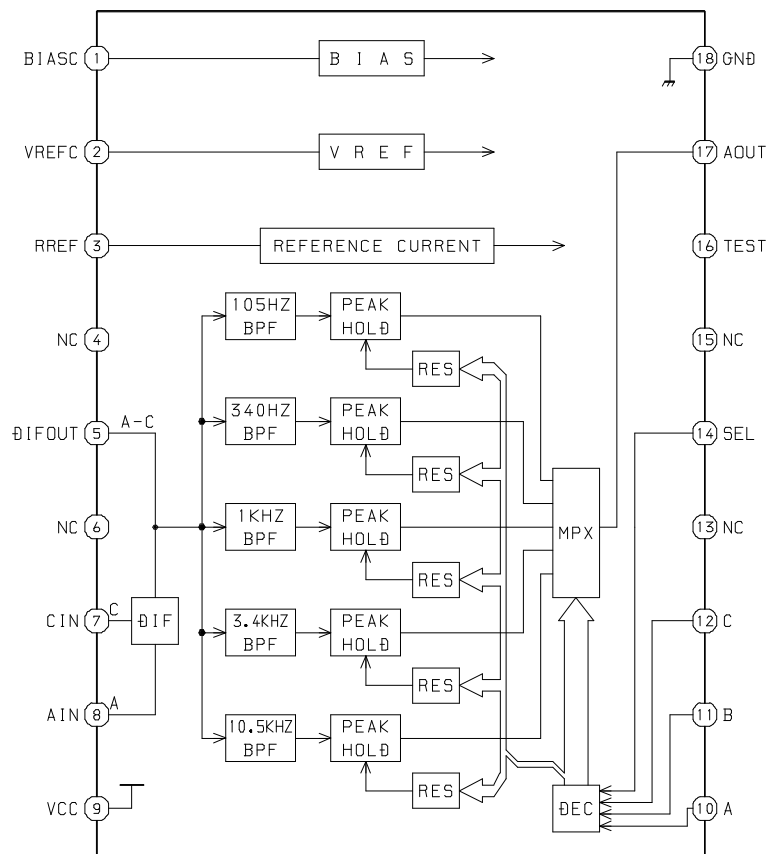 BIASC 1 BIAS 18 GND
VREFC 2 VREF 17 AOUT
RREF 3 REFERENCE CURRENT 16 TEST
105HZ BPF
PEAK HOLD
NC 4
15 NC
RES
DIFOUT 5 A-C
340HZ BPF
PEAK HOLD
14 SEL
RES
NC 6
1KHZ BPF
PEAK HOLD
MPX
13 NC
RES
CIN 7 C
DIF
3.4KHZ BPF
PEAK HOLD
12 C
RES
AIN 8 A
10.5KHZ BPF
PEAK HOLD
11 B
RES
VCC 9
DEC
10 A